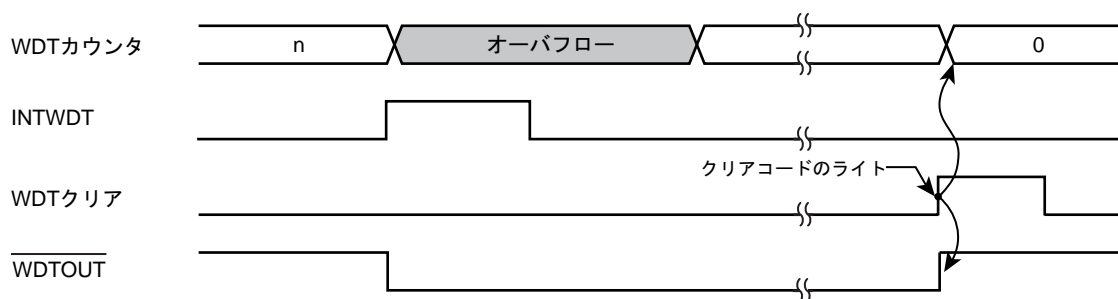 WDTカウンタ n オーバフロー 0
INTWDT
クリアコードのライト
WDTクリア
WDTOUT